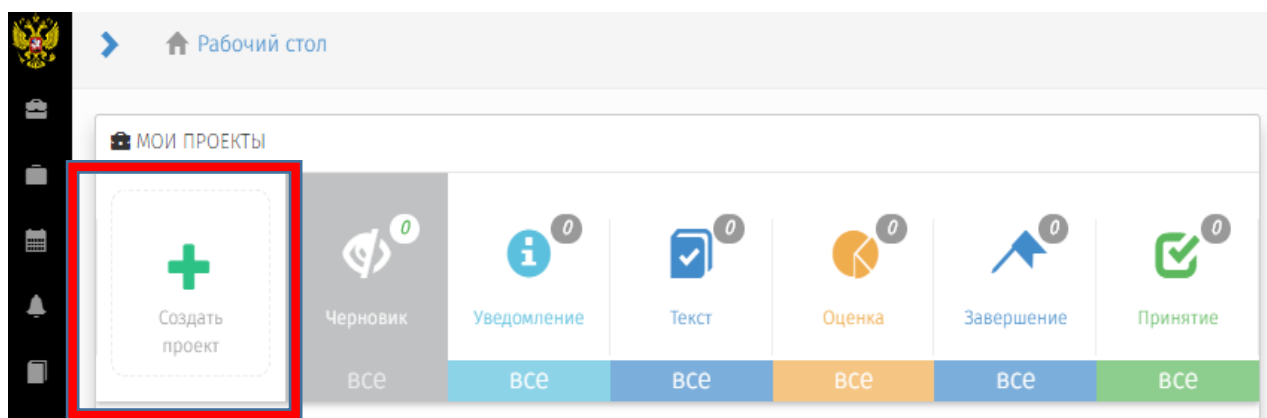 Рабочий стол
МОИ ПРОЕКТЫ
Создать
проект
Черновик
0
все
Уведомление
0
все
Текст
0
все
Оценка
0
все
Завершение
0
все
Принятие
0
все